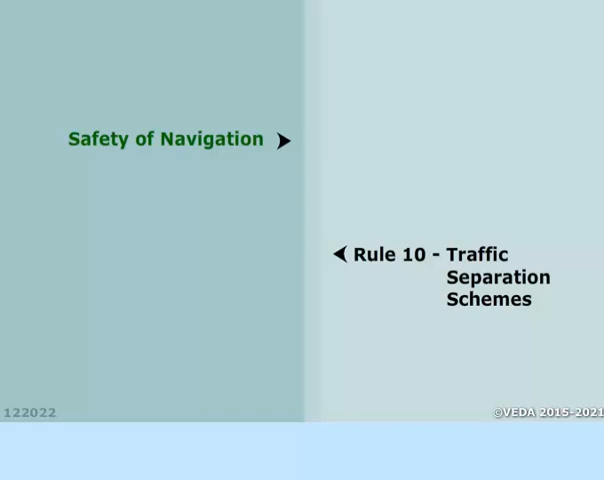 Safety of Navigation
Rule 10 - Traffic
Separation
Schemes
122022
©VEDA 2015-2021